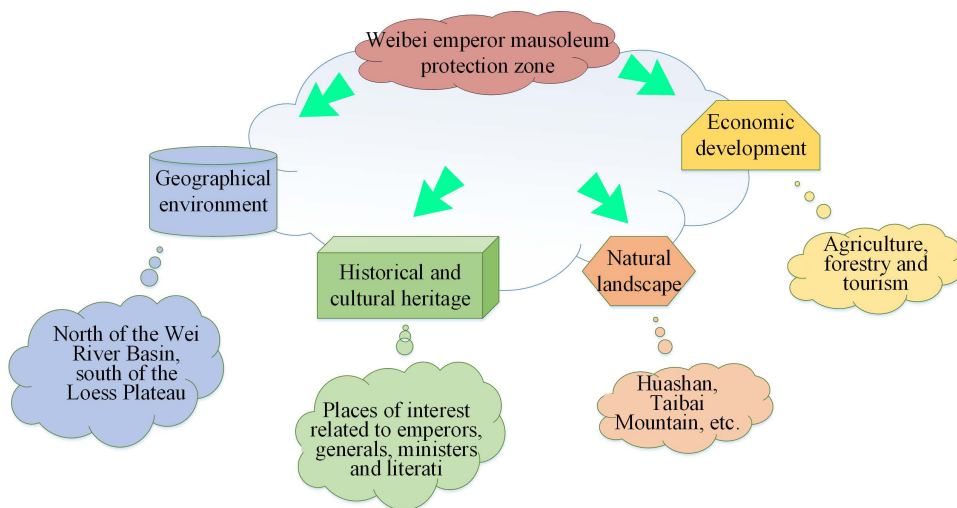 Weibei emperor mausoleum
protection zone
Economic
development
Geographical
environment
Historical and
cultural heritage
Natural
landscape
Agriculture,
forestry and
tourism
North of the Wei
River Basin,
south of the
Loess Plateau
Places of interest
related to emperors,
generals, ministers
and literati
Huashan,
Taibai
Mountain, etc.